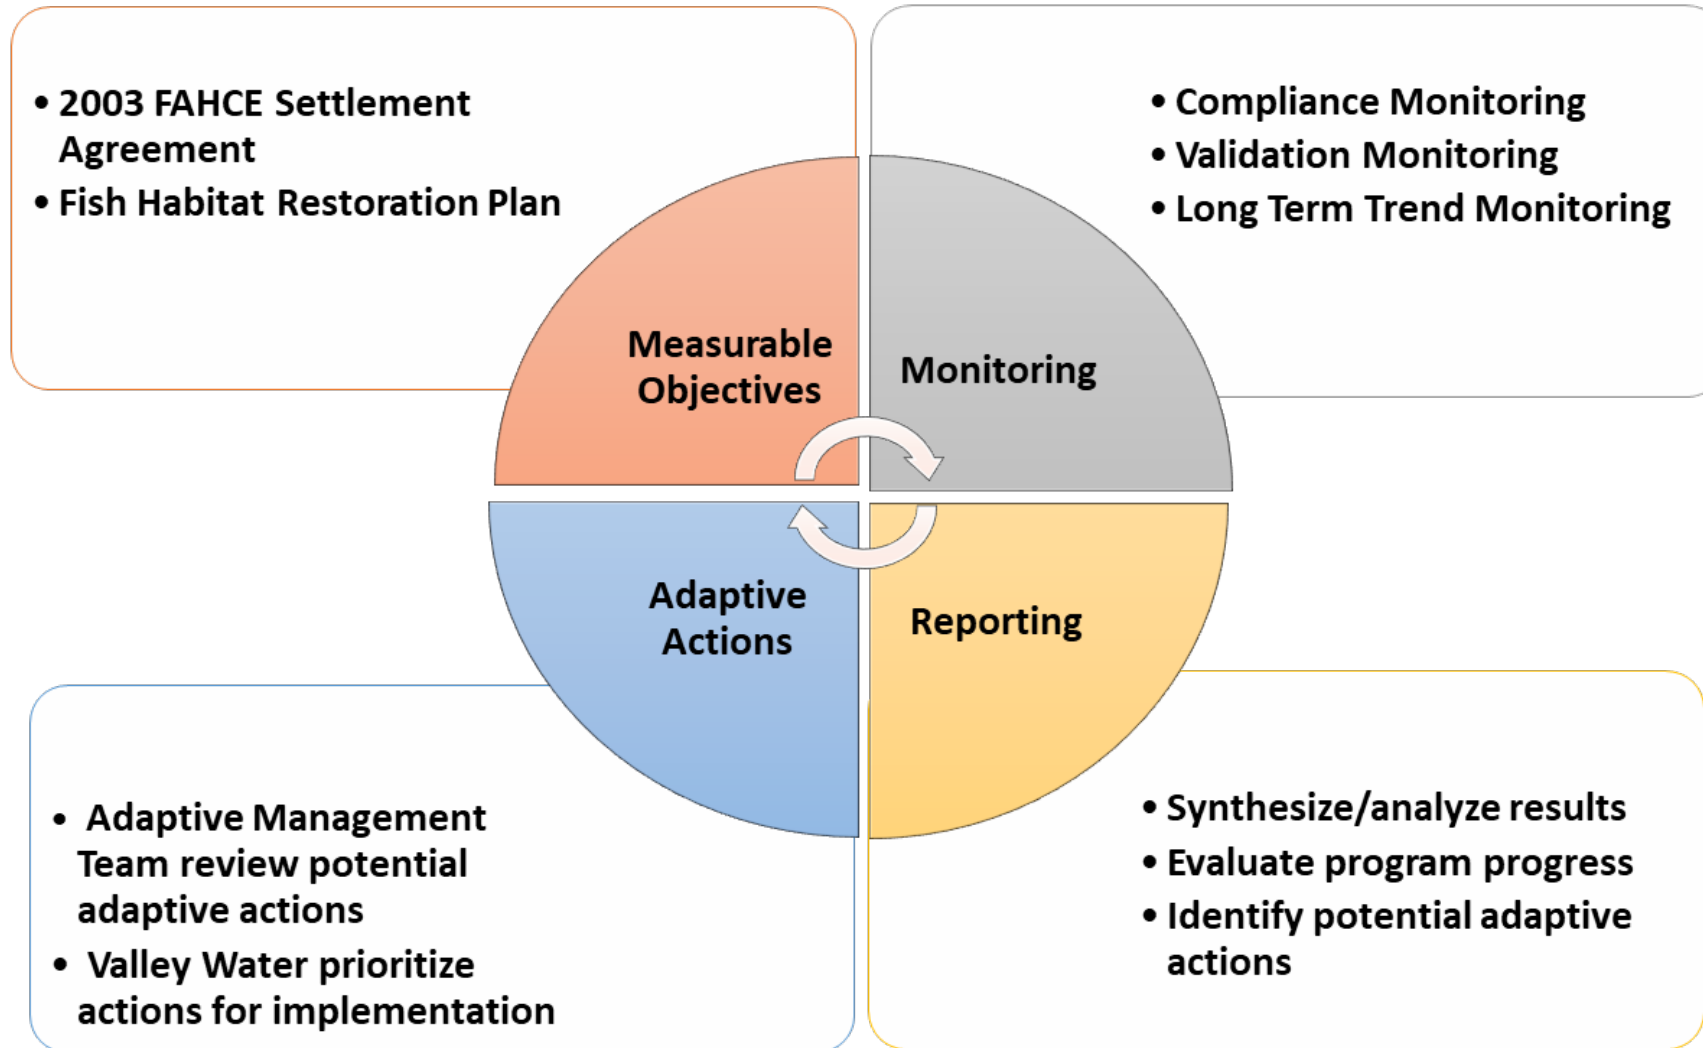 • 2003 FAHCE Settlement
Agreement
• Fish Habitat Restoration Plan
• Compliance Monitoring
• Validation Monitoring
• Long Term Trend Monitoring
Measurable
Objectives
Monitoring
Adaptive
Actions
Reporting
• Adaptive Management
Team review potential
adaptive actions
• Valley Water prioritize
actions for implementation
• Synthesize/analyze results
• Evaluate program progress
• Identify potential adaptive
actions